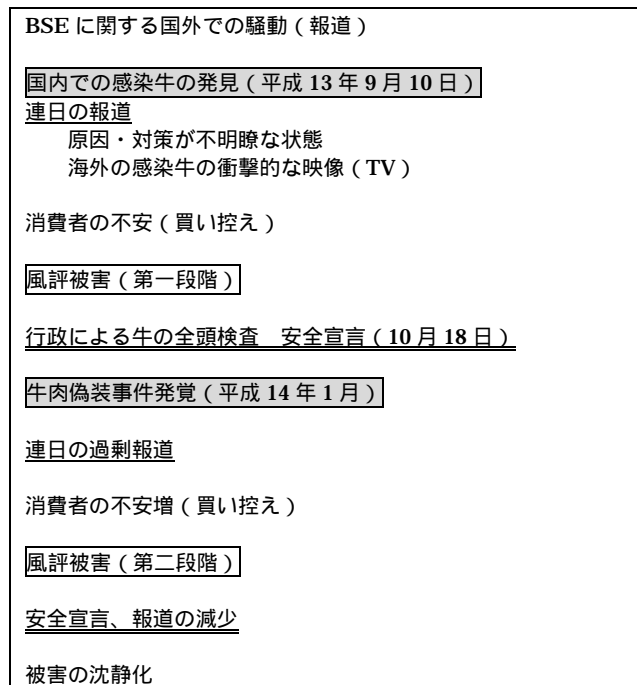 BSE に関する国外での騒動（報道）
国内での感染牛の発見（平成 13 年 9 月 10 日）
連日の報道
原因・対策が不明瞭な状態
海外の感染牛の衝撃的な映像（TV）
消費者の不安（買い控え）
風評被害（第一段階）
行政による牛の全頭検査　安全宣言（10 月 18 日）
牛肉偽装事件発覚（平成 14 年 1 月）
連日の過剰報道
消費者の不安増（買い控え）
風評被害（第二段階）
安全宣言、報道の減少
被害の沈静化